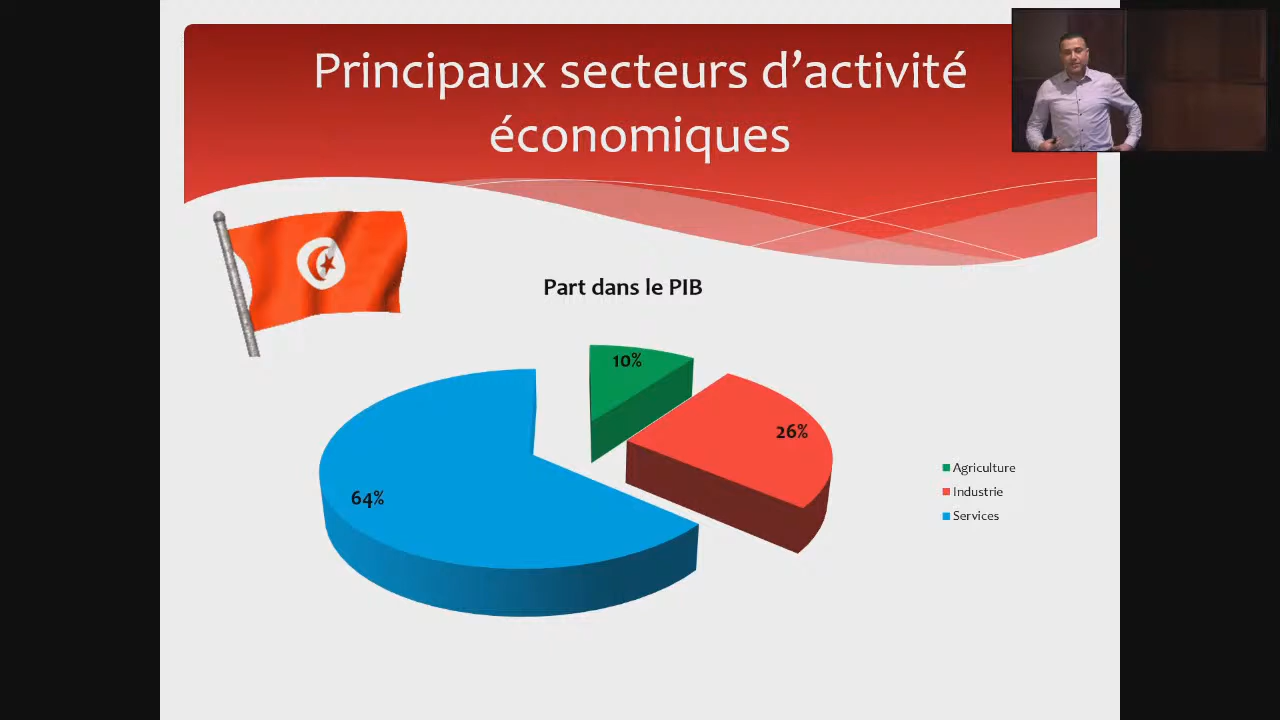 Principaux secteurs d’activité
économiques
Part dans le PIB
10%
26%
64%
Agriculture
Industrie
Services